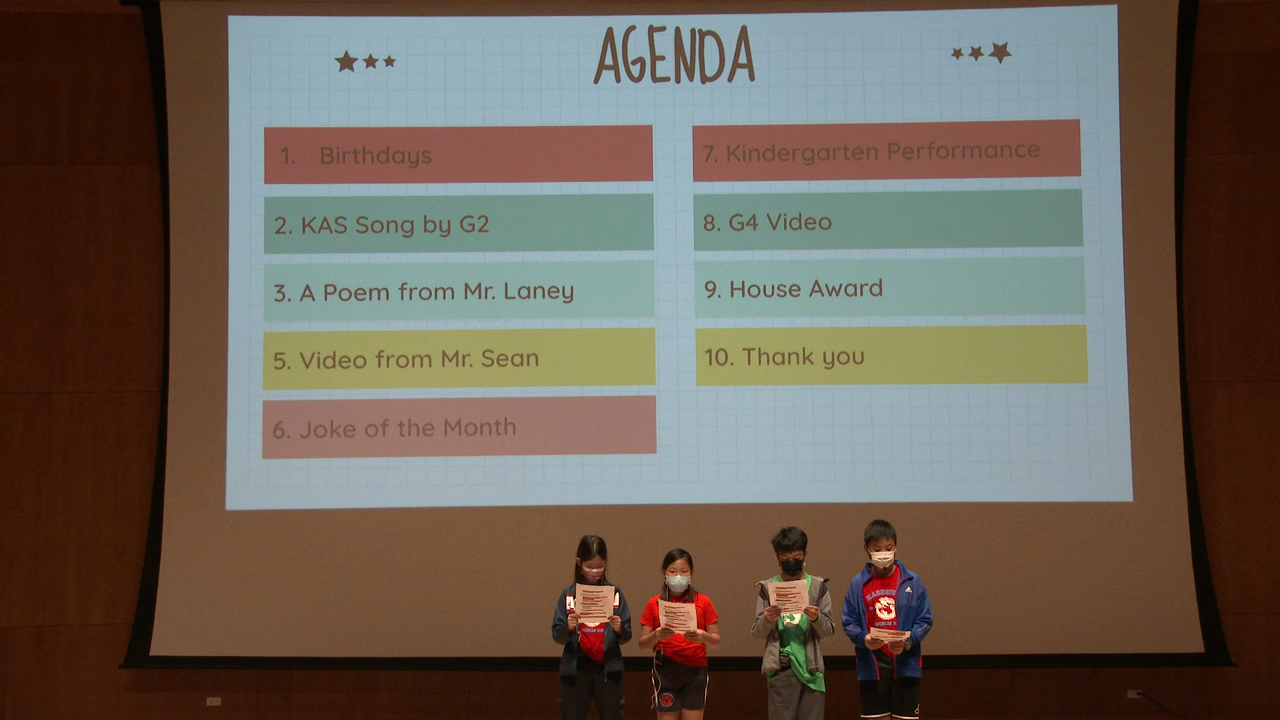 AGENDA
1. Birthdays
2. KAS Song by G2
3. A Poem from Mr. Laney
5. Video from Mr. Sean
6. Joke of the Month
7. Kindergarten Performance
8. G4 Video
9. House Award
10. Thank you